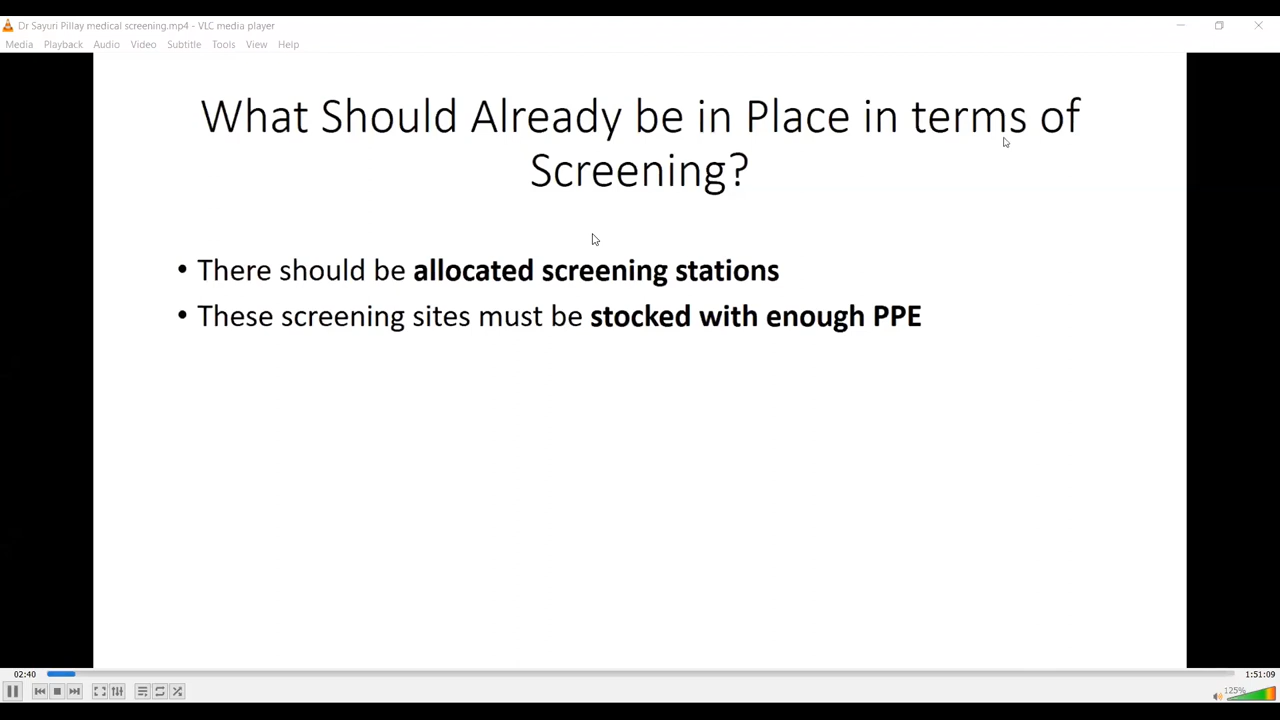 Dr Sayuri Pillay medical screening.mp4 - VLC media player
Media Playback Audio Video Subtitle Tools View Help
What Should Already be in Place in terms of
Screening?
• There should be allocated screening stations
• These screening sites must be stocked with enough PPE
02:40 1:51:09
125%